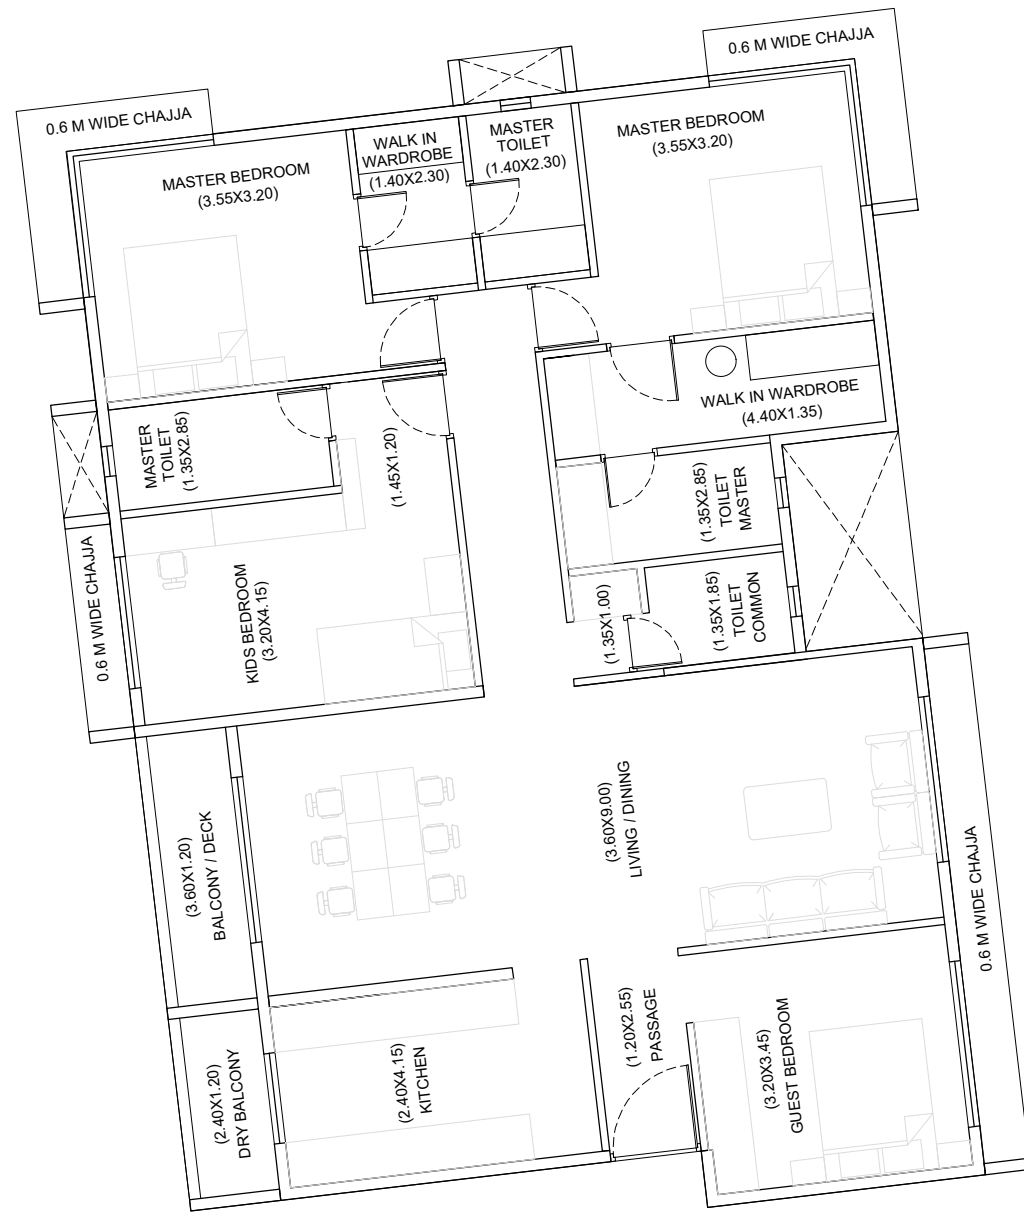 0.6 M WIDE CHAJJA
0.6 M WIDE CHAJJA
MASTER BEDROOM
(3.55X3.20)
WALK IN
WARDROBE
(1.40X2.30)
MASTER
TOILET
(1.40X2.30)
MASTER BEDROOM
(3.55X3.20)
WALK IN WARDROBE
(4.40X1.35)
MASTER
TOILET
(1.35X2.85)
(1.45X1.20)
(1.35X2.85)
TOILET
MASTER
0.6 M WIDE CHAJJA
KIDS BEDROOM
(3.20X4.15)
(1.35X1.00)
(1.35X1.85)
TOILET
COMMON
(3.60X1.20)
BALCONY / DECK
(3.60X9.00)
LIVING / DINING
0.6 M WIDE CHAJJA
(2.40X1.20)
DRY BALCONY
(2.40X4.15)
KITCHEN
(1.20X2.55)
PASSAGE
(3.20X3.45)
GUEST BEDROOM